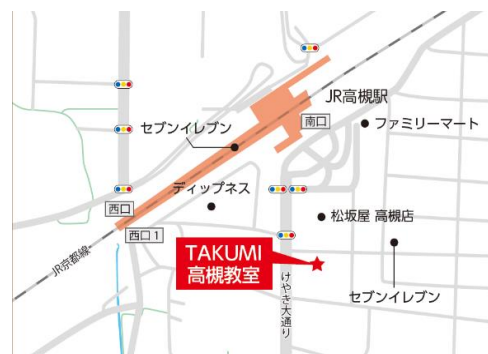 JR高槻駅
南口
ファミリーマート
セブンイレブン
ディップネス
西口
西口1
松坂屋 高槻店
TAKUMI
高槻教室
JR京都線
けやき大通り
セブンイレブン